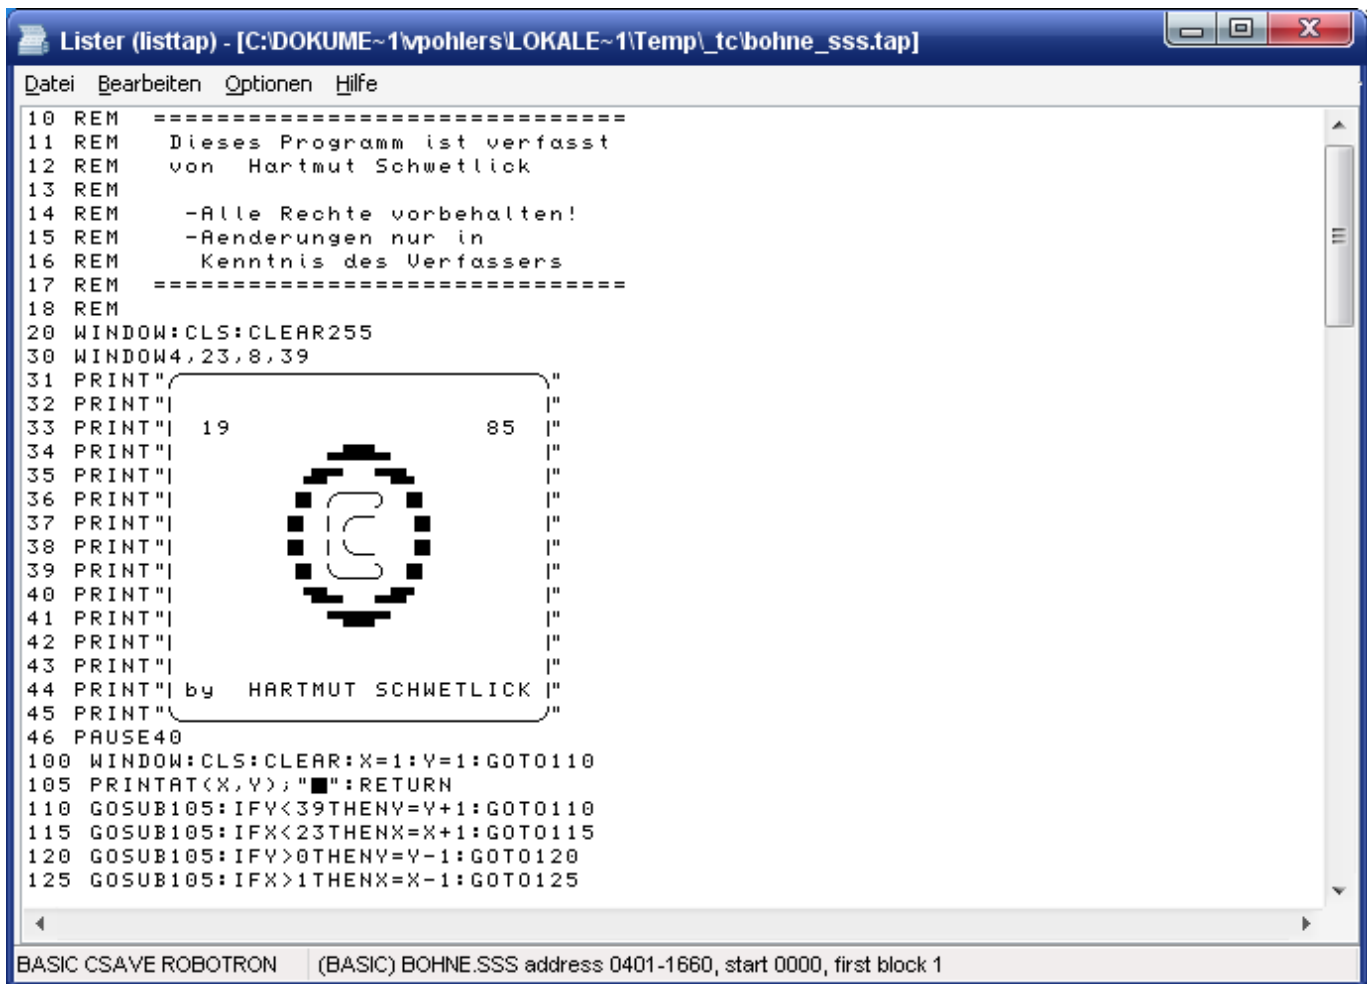 Lister (listtap) - [C:\DOKUME~1\vpohlers\LOKALE~1\Temp\_tc\bohne_sss.tap]
Datei Bearbeiten Optionen Hilfe
10 REM ==============================
11 REM Dieses Programm ist verfasst
12 REM von Hartmut Schwetlick
13 REM
14 REM -Alle Rechte vorbehalten!
15 REM -Aenderungen nur in
16 REM Kenntnis des Verfassers
17 REM ==============================
18 REM
20 WINDOW:CLS:CLEAR255
30 WINDOW4,23,8,39
31 PRINT" "
32 PRINT"| |"
33 PRINT"| 19 85 |"
34 PRINT"| |"
35 PRINT"| |"
36 PRINT"| |"
37 PRINT"| |"
38 PRINT"| |"
39 PRINT"| |"
40 PRINT"| |"
41 PRINT"| |"
42 PRINT"| |"
43 PRINT"| |"
44 PRINT"| by HARTMUT SCHWETLICK |"
45 PRINT" "
46 PAUSE40
100 WINDOW:CLS:CLEAR:X=1:Y=1:GOTO110
105 PRINTAT(X,Y);"■":RETURN
110 GOSUB105:IFY<39THENY=Y+1:GOTO110
115 GOSUB105:IFX<23THENX=X+1:GOTO115
120 GOSUB105:IFY>0THENY=Y-1:GOTO120
125 GOSUB105:IFX>1THENX=X-1:GOTO125
BASIC CSAVE ROBOTRON (BASIC) BOHNE.SSS address 0401-1660, start 0000, first block 1